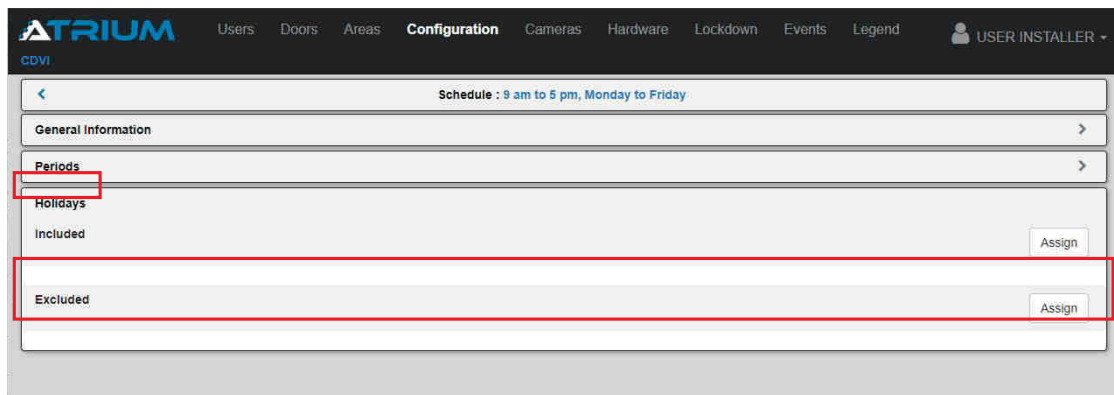 ATRIUM Users Doors Areas Configuration Cameras Hardware Lockdown Events Legend USER INSTALLER
CDVI
Schedule : 9 am to 5 pm, Monday to Friday
General Information
Periods
Holidays
Included Assign
Excluded Assign